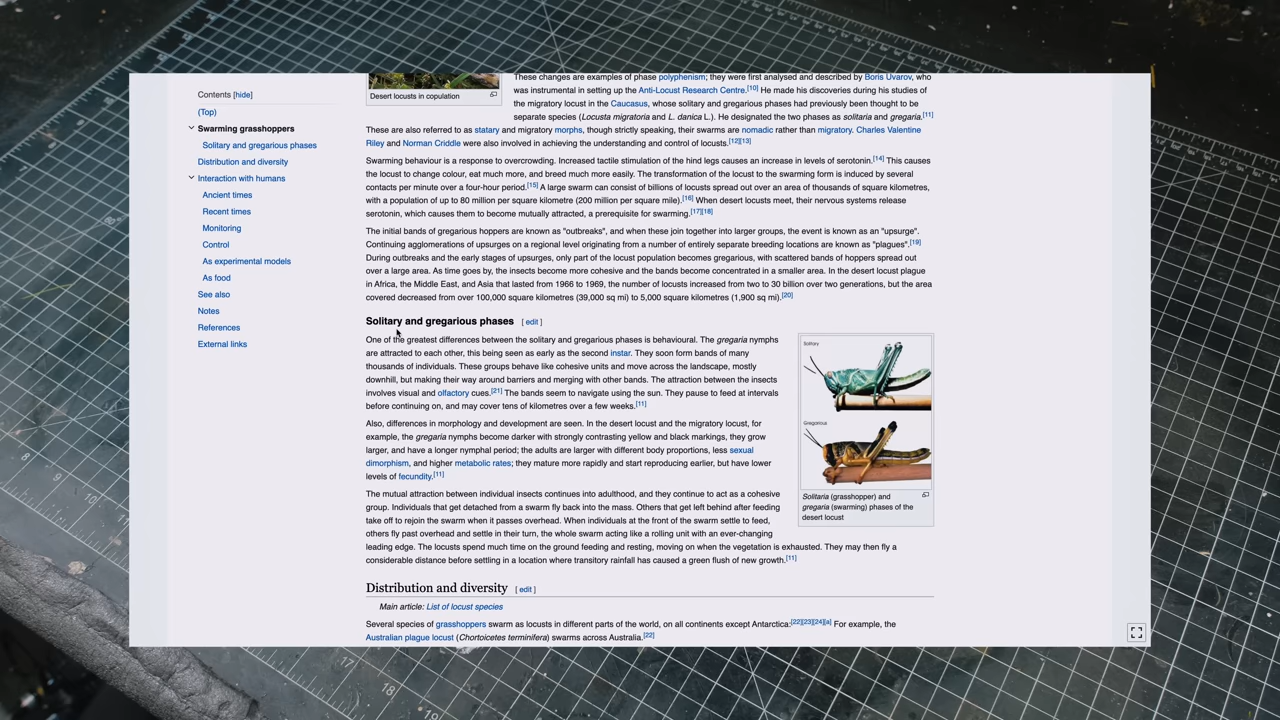 Contents [hide]
(Top)
Swarming grasshoppers
Solitary and gregarious phases
Distribution and diversity
Interaction with humans
Ancient times
Recent times
Monitoring
Control
As experimental models
As food
See also
Notes
References
External links
Desert locusts in copulation
These changes are examples of phase polyphenism; they were first analysed and described by Boris Uvarov, who
was instrumental in setting up the Anti-Locust Research Centre.[10] He made his discoveries during his studies of
the migratory locust in the Caucasus, whose solitary and gregarious phases had previously been thought to be
separate species (Locusta migratoria and L. danica L.). He designated the two phases as solitaria and gregaria.[11]
These are also referred to as statary and migratory morphs, though strictly speaking, their swarms are nomadic rather than migratory. Charles Valentine
Riley and Norman Criddle were also involved in achieving the understanding and control of locusts.[12][13]
Swarming behaviour is a response to overcrowding. Increased tactile stimulation of the hind legs causes an increase in levels of serotonin.[14] This causes
the locust to change colour, eat much more, and breed much more easily. The transformation of the locust to the swarming form is induced by several
contacts per minute over a four-hour period.[15] A large swarm can consist of billions of locusts spread out over an area of thousands of square kilometres,
with a population of up to 80 million per square kilometre (200 million per square mile).[16] When desert locusts meet, their nervous systems release
serotonin, which causes them to become mutually attracted, a prerequisite for swarming.[17][18]
The initial bands of gregarious hoppers are known as "outbreaks", and when these join together into larger groups, the event is known as an "upsurge".
Continuing agglomerations of upsurges on a regional level originating from a number of entirely separate breeding locations are known as "plagues".[19]
During outbreaks and the early stages of upsurges, only part of the locust population becomes gregarious, with scattered bands of hoppers spread out
over a large area. As time goes by, the insects become more cohesive and the bands become concentrated in a smaller area. In the desert locust plague
in Africa, the Middle East, and Asia that lasted from 1966 to 1969, the number of locusts increased from two to 30 billion over two generations, but the area
covered decreased from over 100,000 square kilometres (39,000 sq mi) to 5,000 square kilometres (1,900 sq mi).[20]
Solitary and gregarious phases [ edit ]
One of the greatest differences between the solitary and gregarious phases is behavioural. The gregaria nymphs
are attracted to each other, this being seen as early as the second instar. They soon form bands of many
thousands of individuals. These groups behave like cohesive units and move across the landscape, mostly
downhill, but making their way around barriers and merging with other bands. The attraction between the insects
involves visual and olfactory cues.[21] The bands seem to navigate using the sun. They pause to feed at intervals
before continuing on, and may cover tens of kilometres over a few weeks.[11]
Also, differences in morphology and development are seen. In the desert locust and the migratory locust, for
example, the gregaria nymphs become darker with strongly contrasting yellow and black markings, they grow
larger, and have a longer nymphal period; the adults are larger with different body proportions, less sexual
dimorphism, and higher metabolic rates; they mature more rapidly and start reproducing earlier, but have lower
levels of fecundity.[11]
The mutual attraction between individual insects continues into adulthood, and they continue to act as a cohesive
group. Individuals that get detached from a swarm fly back into the mass. Others that get left behind after feeding
take off to rejoin the swarm when it passes overhead. When individuals at the front of the swarm settle to feed,
others fly past overhead and settle in their turn, the whole swarm acting like a rolling unit with an ever-changing
leading edge. The locusts spend much time on the ground feeding and resting, moving on when the vegetation is exhausted. They may then fly a
considerable distance before settling in a location where transitory rainfall has caused a green flush of new growth.[11]
Solitary
Gregarious
Solitaria (grasshopper) and
gregaria (swarming) phases of the
desert locust
Distribution and diversity [ edit ]
Main article: List of locust species
Several species of grasshoppers swarm as locusts in different parts of the world, on all continents except Antarctica:[22][23][24][a] For example, the
Australian plague locust (Chortoicetes terminifera) swarms across Australia.[22]
10
17
18
19